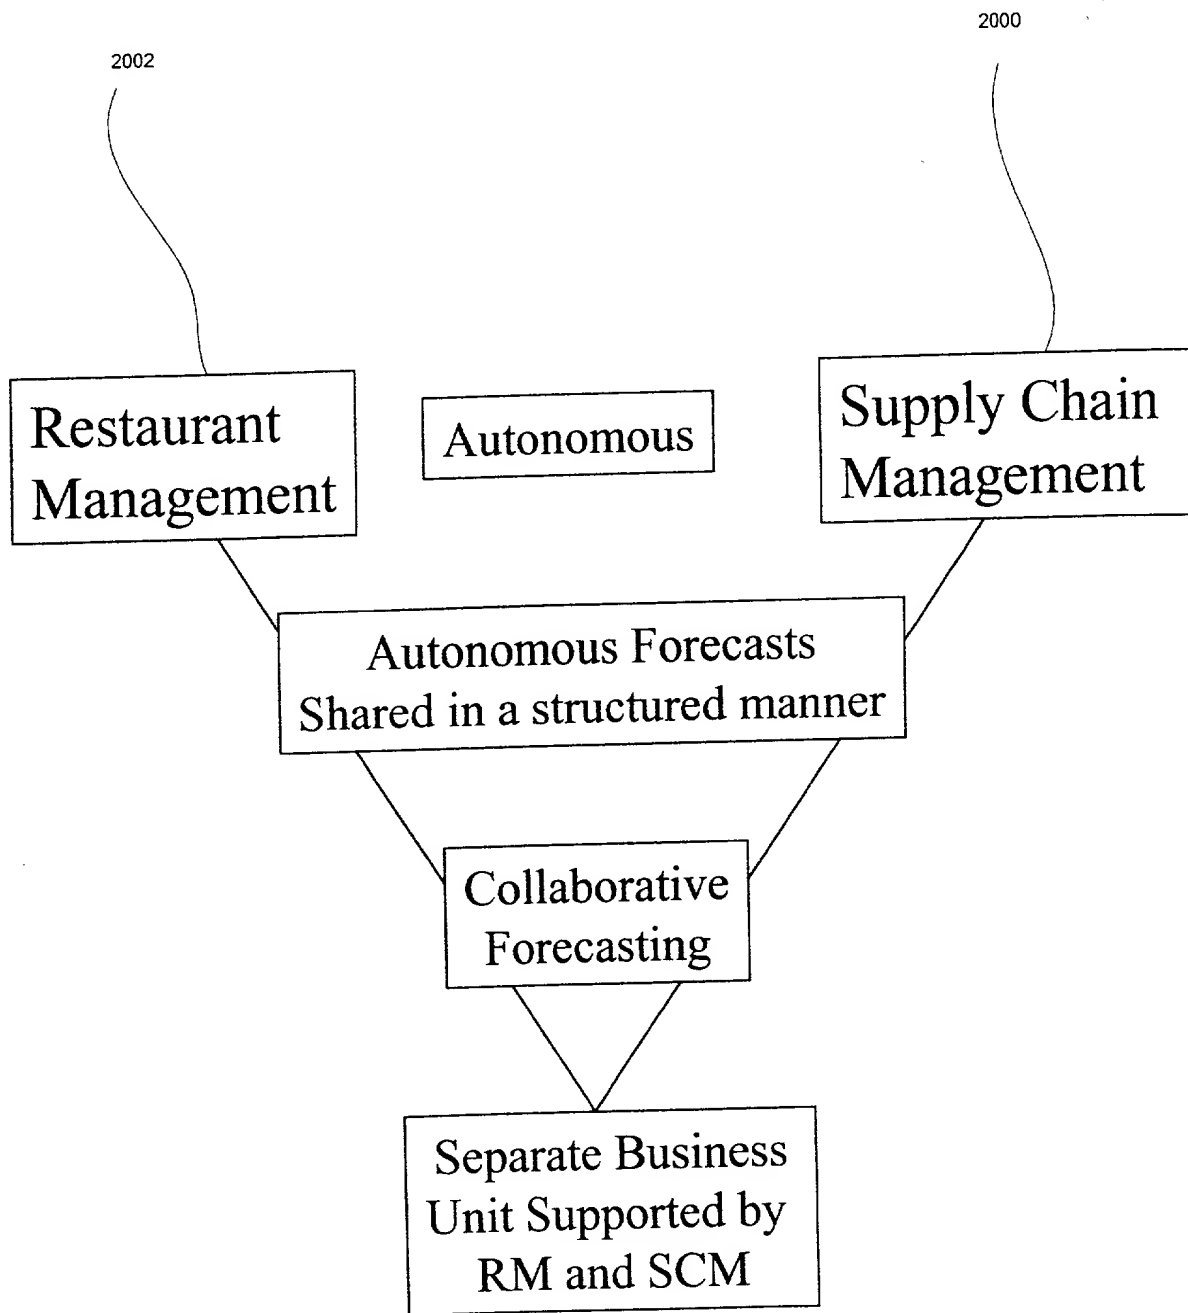 2002
2000
Restaurant
Management
Autonomous
Supply Chain
Management
Autonomous Forecasts
Shared in a structured manner
Collaborative
Forecasting
Separate Business
Unit Supported by
RM and SCM